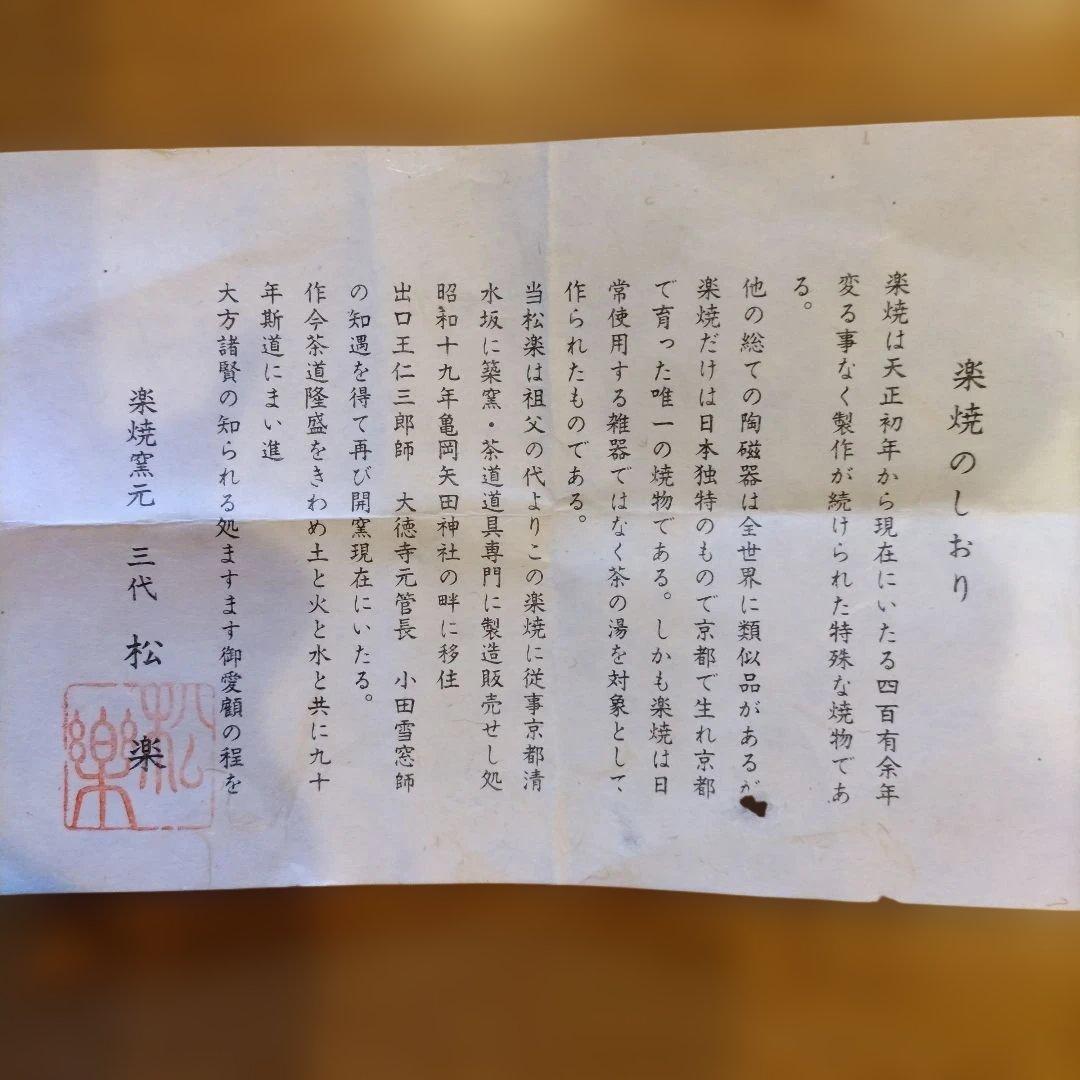 楽焼のしおり
楽焼は天正初年から現在にいたる四百有余年
変る事なく製作が続けられた特殊な焼物であ
る。
他の総ての陶磁器は全世界に類似品があるが
楽焼だけは日本独特のもので京都で生れ京都
で育った唯一の焼物である。しかも楽焼は日
常使用する雑器ではなく茶の湯を対象として
作られたものである。
当松楽は祖父の代よりこの楽焼に従事京都清
水坂に築窯・茶道道具専門に製造販売せし処
昭和十九年亀岡矢田神社の畔に移住
出口王仁三郎師 大徳寺元管長 小田雪窓師
の知遇を得て再び開窯現在にいたる。
作今茶道隆盛をきわめ土と火と水と共に九十
年斯道にまい進
大方諸賢の知られる処ますます御愛顧の程を
楽焼窯元 三代 松楽
松楽